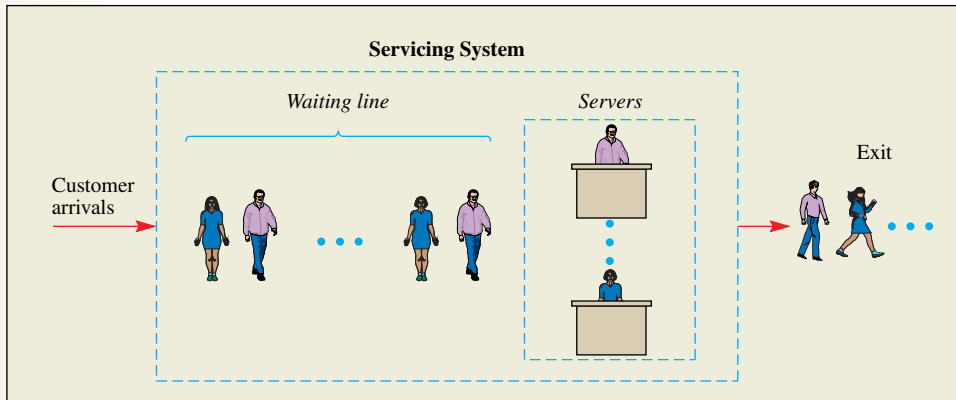 Servicing System
Waiting line
Servers
Customer
arrivals
Exit